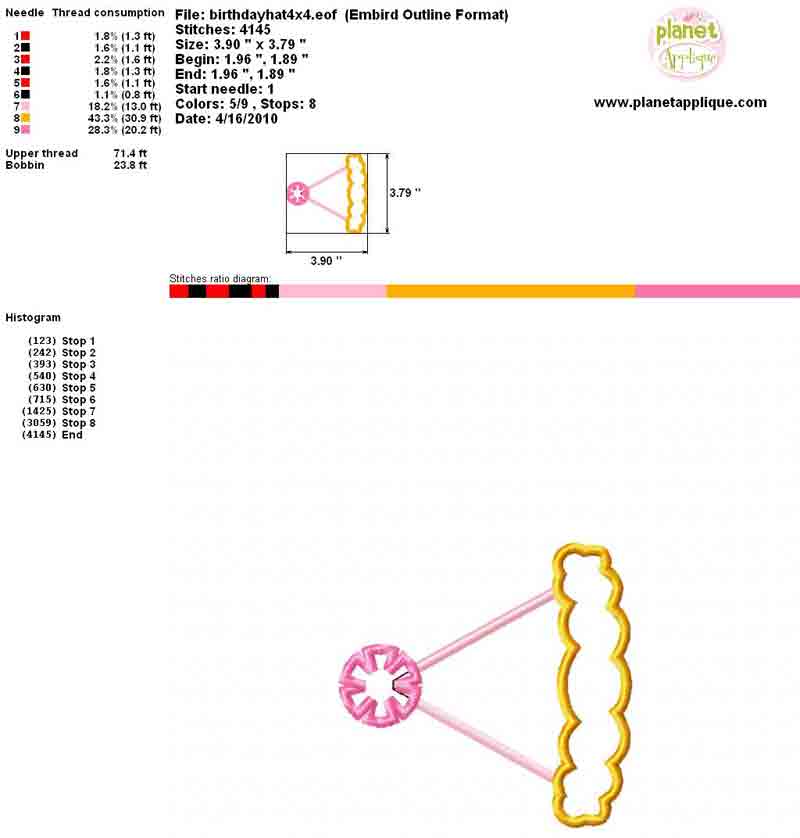 Needle Thread consumption
1 1.8% (1.3 ft)
2 1.6% (1.1 ft)
3 2.2% (1.6 ft)
4 1.8% (1.3 ft)
5 1.6% (1.1 ft)
6 1.1% (0.8 ft)
7 18.2% (13.0 ft)
8 43.3% (30.9 ft)
9 28.3% (20.2 ft)
Upper thread 71.4 ft
Bobbin 23.8 ft
File: birthdayhat4x4.eof (Embird Outline Format)
Stitches: 4145
Size: 3.90 " x 3.79 "
Begin: 1.96 ", 1.89 "
End: 1.96 ", 1.89 "
Start needle: 1
Colors: 5/9 , Stops: 8
Date: 4/16/2010
planet
Applique
www.planetapplique.com
3.79 "
3.90 "
Stitches ratio diagram:
Histogram
(123) Stop 1
(242) Stop 2
(393) Stop 3
(540) Stop 4
(630) Stop 5
(715) Stop 6
(1425) Stop 7
(3059) Stop 8
(4145) End